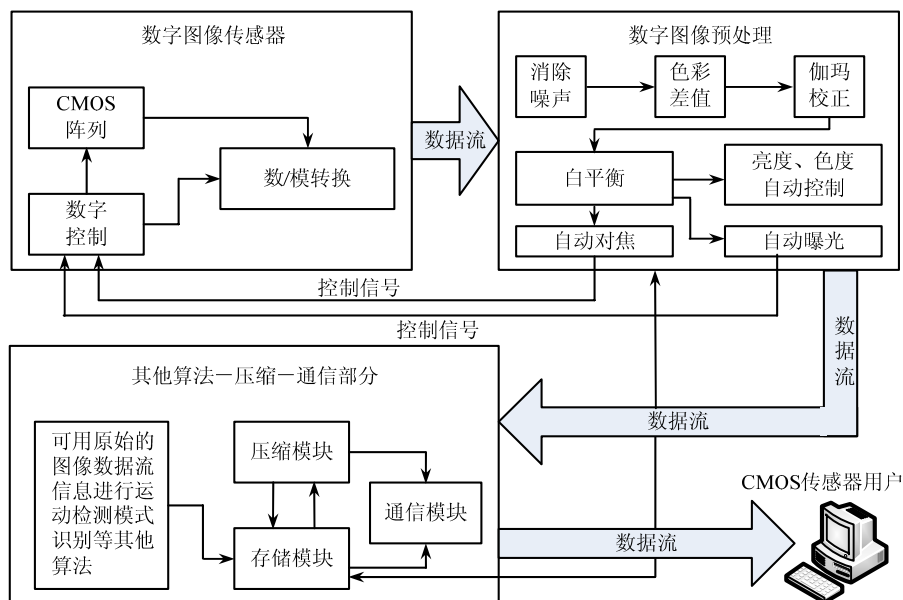 数字图像传感器
CMOS
阵列
数/模转换
数字
控制
数据流
数字图像预处理
消除
噪声
色彩
差值
伽玛
校正
白平衡
亮度、色度
自动控制
自动对焦
自动曝光
控制信号
控制信号
数
据
流
数据流
其他算法－压缩－通信部分
可用原始的
图像数据流
信息进行运
动检测模式
识别等其他
算法
压缩模块
通信模块
存储模块
数据流
CMOS传感器用户